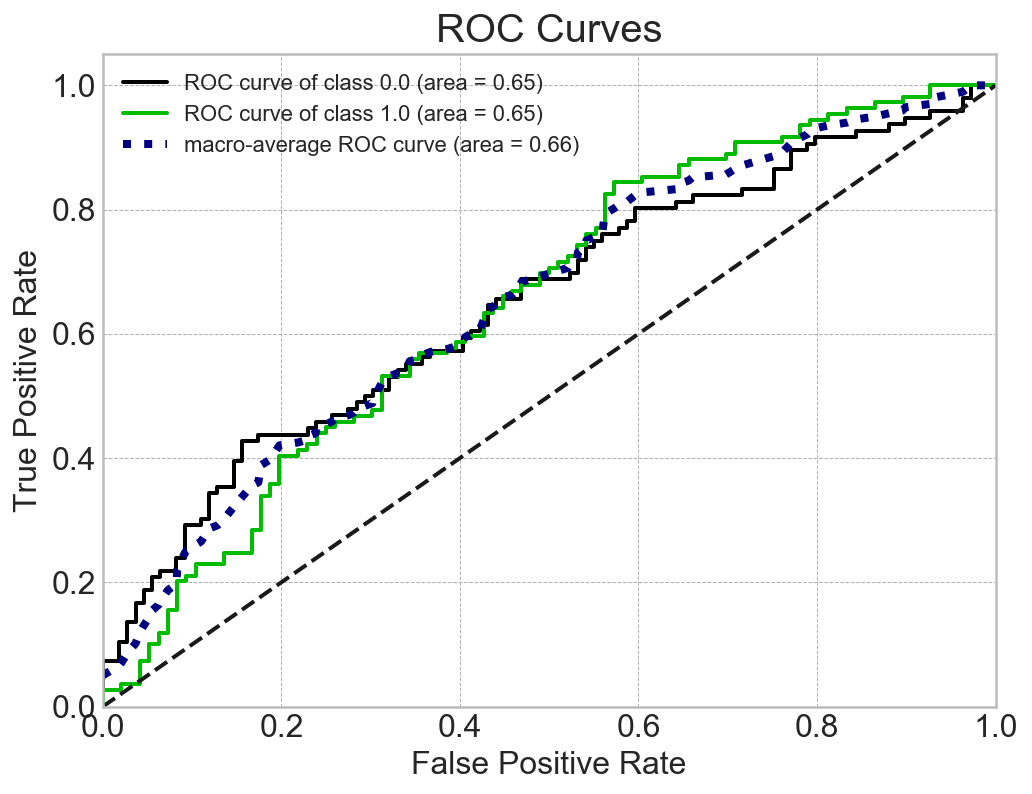 ROC Curves
ROC curve of class 0.0 (area = 0.65)
ROC curve of class 1.0 (area = 0.65)
macro-average ROC curve (area = 0.66)
True Positive Rate
1.0
0.8
0.6
0.4
0.2
0.0
0.0 0.2 0.4 0.6 0.8 1.0
False Positive Rate